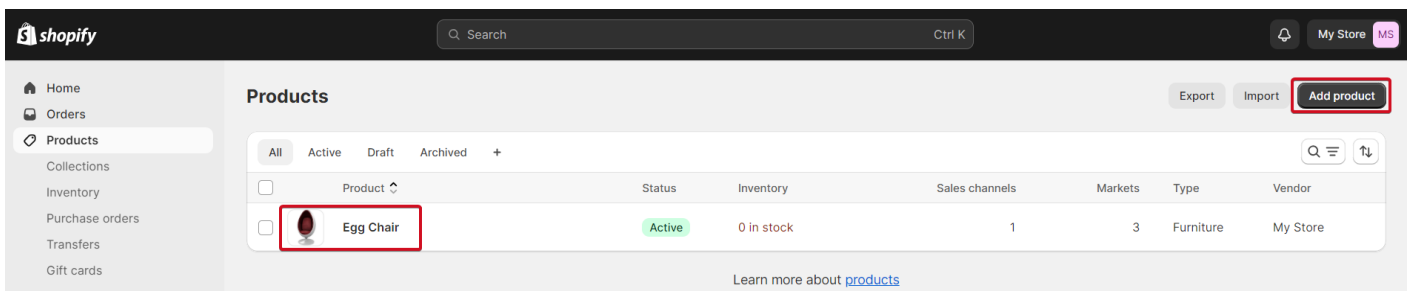 shopify
Search Ctrl K
My Store MS
Home
Orders
Products
Collections
Inventory
Purchase orders
Transfers
Gift cards
Products
Export Import Add product
All Active Draft Archived +
Product Status Inventory Sales channels Markets Type Vendor
Egg Chair Active 0 in stock 1 3 Furniture My Store
Learn more about products